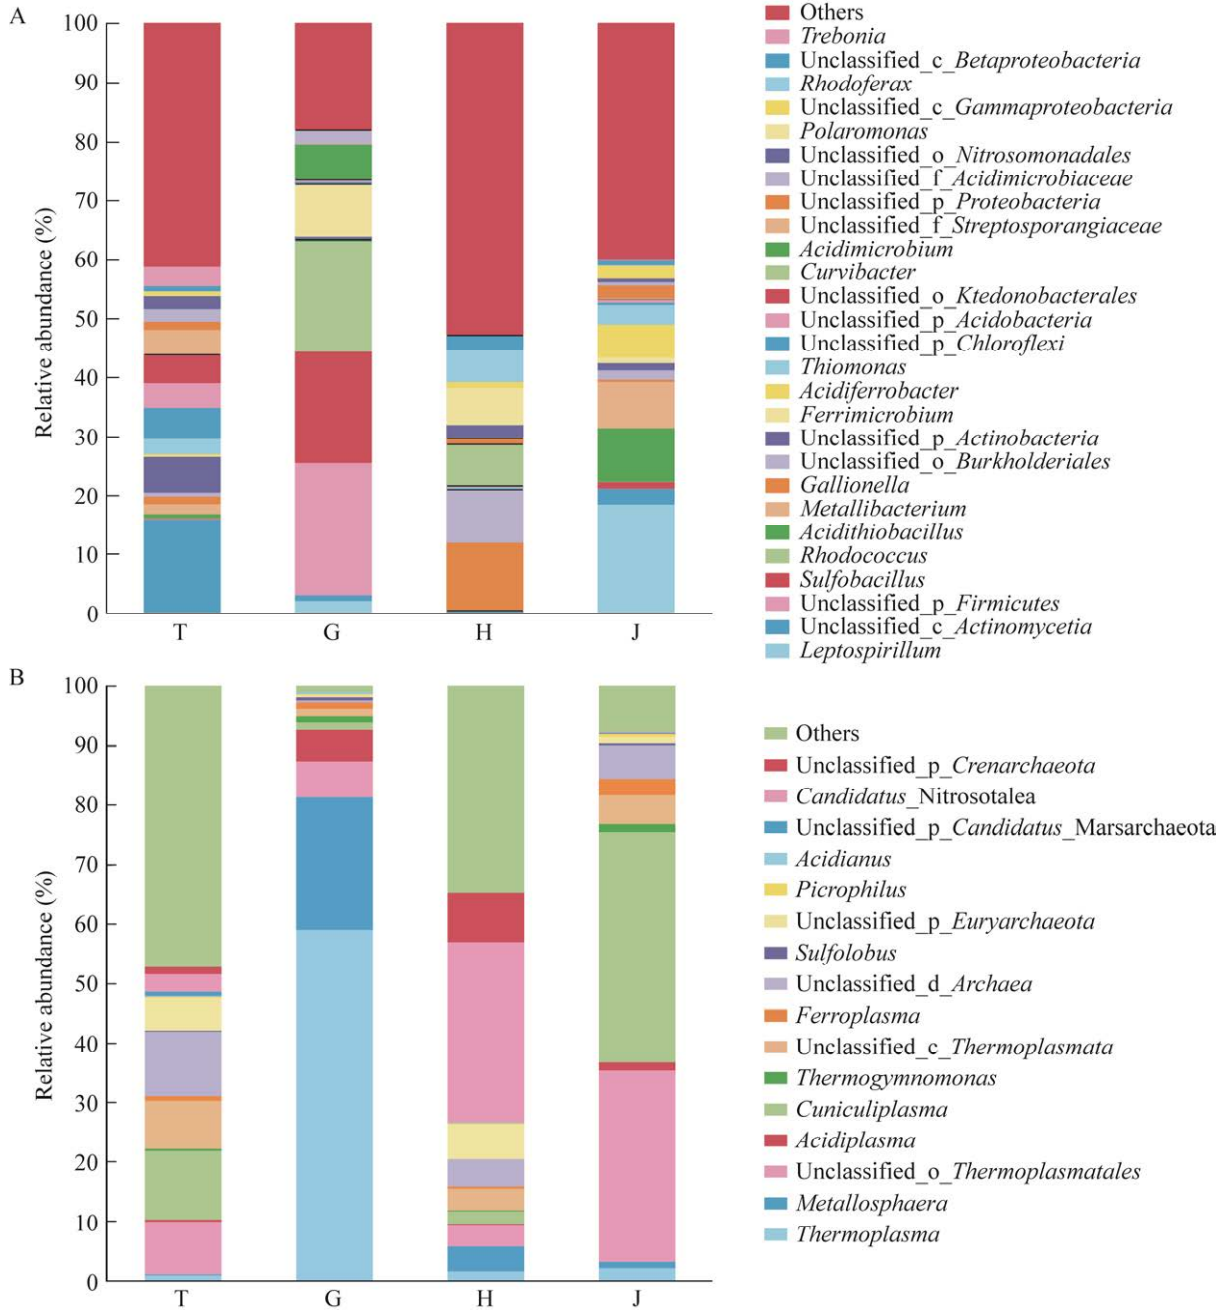 A
100
90
80
70
60
50
40
30
20
10
0
Relative abundance (%)
T
G
H
J
Others
Trebonia
Unclassified_c_Betaproteobacteria
Rhodoferax
Unclassified_c_Gammaproteobacteria
Polaromonas
Unclassified_o_Nitrosomonadales
Unclassified_f_Acidimicrobiaceae
Unclassified_p_Proteobacteria
Unclassified_f_Streptosporangiaceae
Acidimicrobium
Curvibacter
Unclassified_o_Ktedonobacterales
Unclassified_p_Acidobacteria
Unclassified_p_Chloroflexi
Thiomonas
Acidiferrobacter
Ferrimicrobium
Unclassified_p_Actinobacteria
Unclassified_o_Burkholderiales
Gallionella
Metallibacterium
Acidithiobacillus
Rhodococcus
Sulfobacillus
Unclassified_p_Firmicutes
Unclassified_c_Actinomycetia
Leptospirillum
B
100
90
80
70
60
50
40
30
20
10
0
Relative abundance (%)
T
G
H
J
Others
Unclassified_p_Crenarchaeota
Candidatus_Nitrosotalea
Unclassified_p_Candidatus_Marsarchaeota
Acidianus
Picrophilus
Unclassified_p_Euryarchaeota
Sulfolobus
Unclassified_d_Archaea
Ferroplasma
Unclassified_c_Thermoplasmata
Thermogymnomonas
Cuniculiplasma
Acidiplasma
Unclassified_o_Thermoplasmatales
Metallosphaera
Thermoplasma